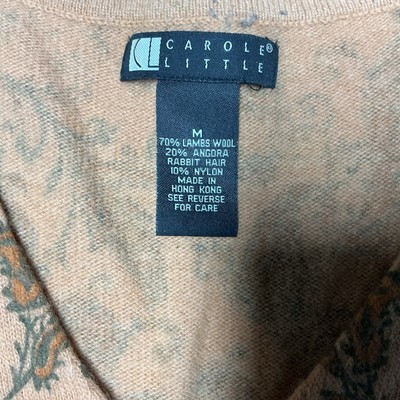 CL CAROLE®
LITTLE
M
70% LAMBS WOOL
20% ANGORA
RABBIT HAIR
10% NYLON
MADE IN
HONG KONG
SEE REVERSE
FOR CARE